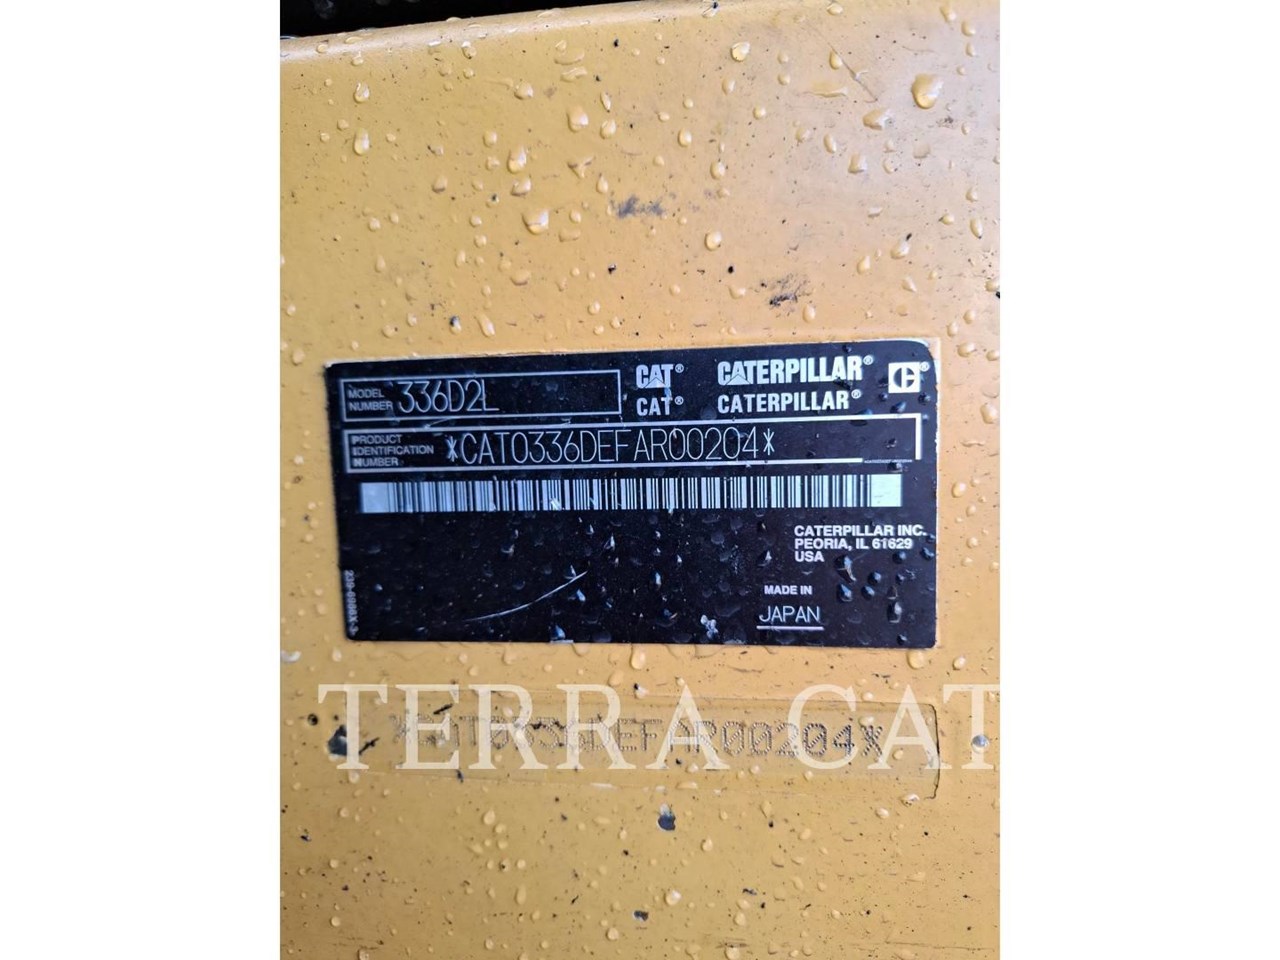 MODEL NUMBER 336D2L
CAT® CATERPILLAR®
CAT® CATERPILLAR®
PRODUCT IDENTIFICATION NUMBER *CAT0336DEFAR00204*
CATERPILLAR INC.
PEORIA, IL 61629
USA
MADE IN
JAPAN
TERRA CAT
*CAT0336DEFAR00204*